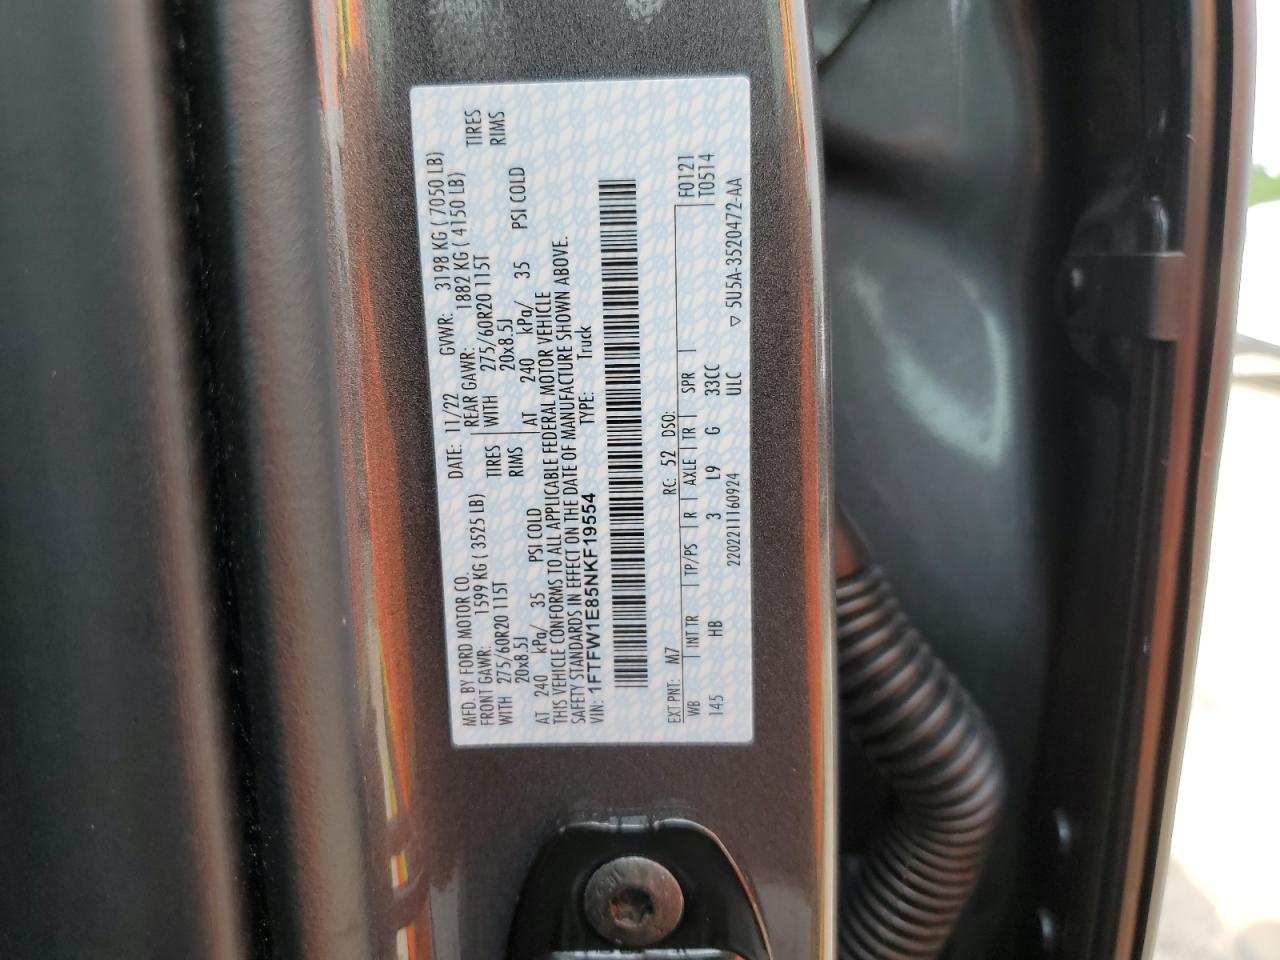 MFD. BY FORD MOTOR CO.
DATE: 11/22 GVWR: 3198 KG ( 7050 LB)
FRONT GAWR: 1599 KG ( 3525 LB)
REAR GAWR: 1882 KG ( 4150 LB)
WITH 275/60R20 115T TIRES
WITH 275/60R20 115T TIRES
20x8.5J RIMS
20x8.5J RIMS
AT 240 kPa/ 35 PSI COLD
AT 240 kPa/ 35 PSI COLD
THIS VEHICLE CONFORMS TO ALL APPLICABLE FEDERAL MOTOR VEHICLE
SAFETY STANDARDS IN EFFECT ON THE DATE OF MANUFACTURE SHOWN ABOVE.
VIN: 1FTFW1E85NKF19554 TYPE: Truck
EXT PNT: M7 RC: 52 DSO: F0121
WB INT TR TP/PS R AXLE TR SPR T0514
145 HB 3 L9 G 33CC
2202211160924 ULC ▽ 5U5A-3520472-AA